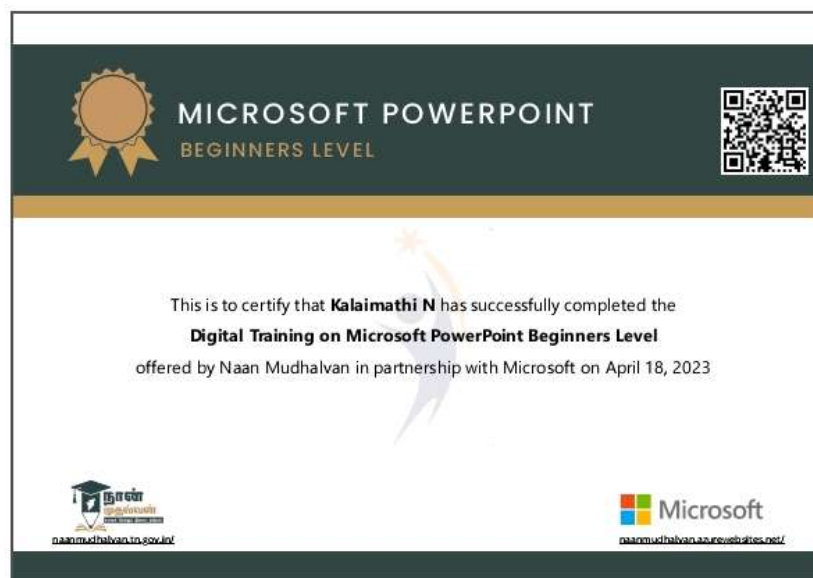 MICROSOFT POWERPOINT
BEGINNERS LEVEL
This is to certify that Kalaimathi N has successfully completed the
Digital Training on Microsoft PowerPoint Beginners Level
offered by Naan Mudhalvan in partnership with Microsoft on April 18, 2023
நான்
முதல்வன்
naanmudhalvan.tn.gov.in/
Microsoft
naanmudhalvan.azurewebsites.net/